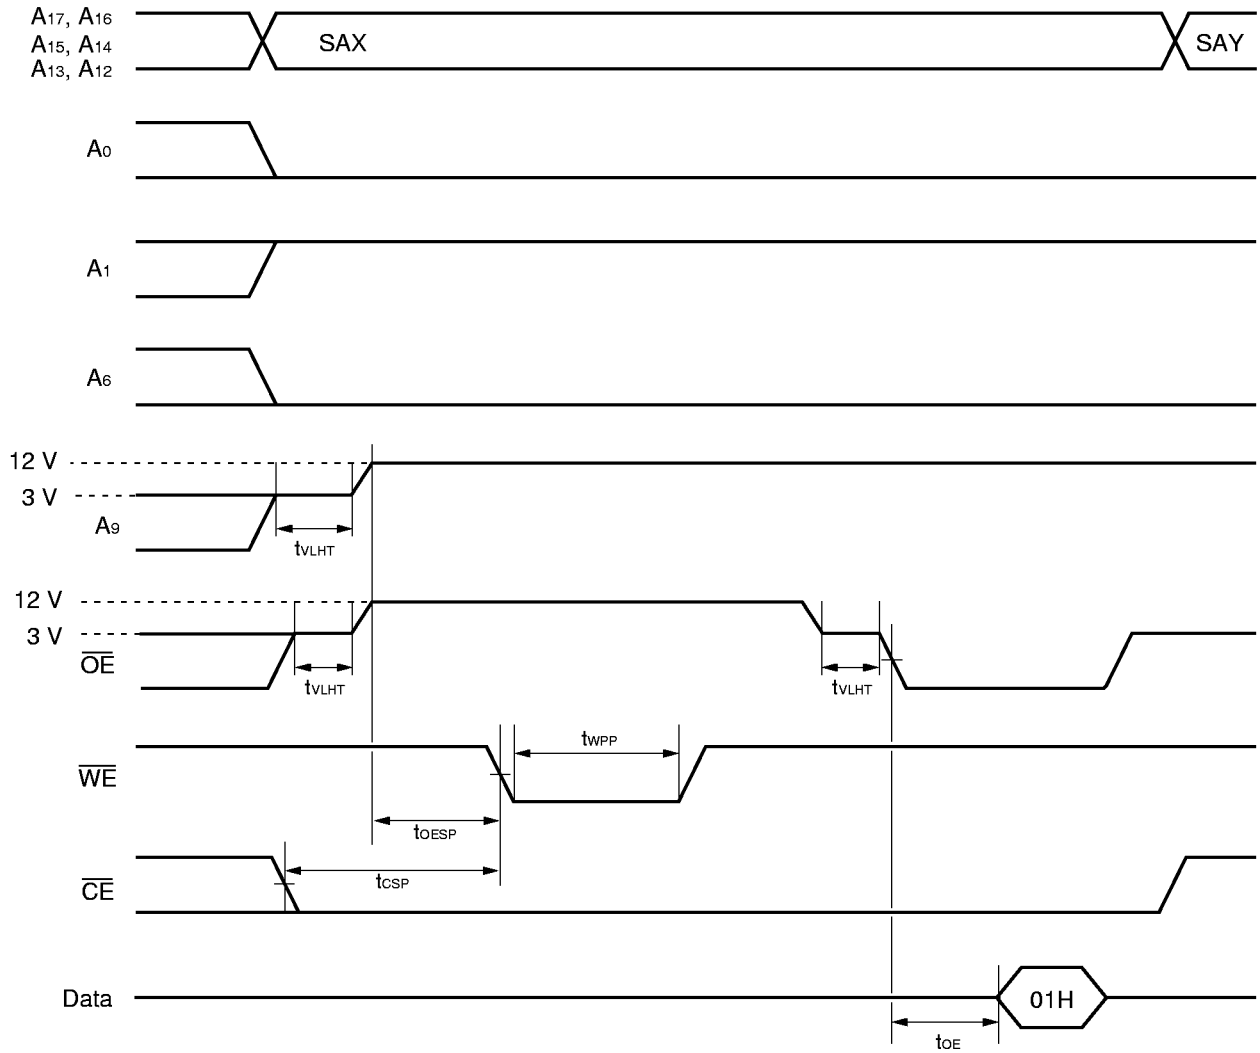 A17, A16
A15, A14
A13, A12
SAX
SAY
A0
A1
A6
12 V
3 V
A9
tVLHT
12 V
3 V
OE
tVLHT
tVLHT
WE
tWPP
tOESP
CE
tCSP
Data
01H
tOE